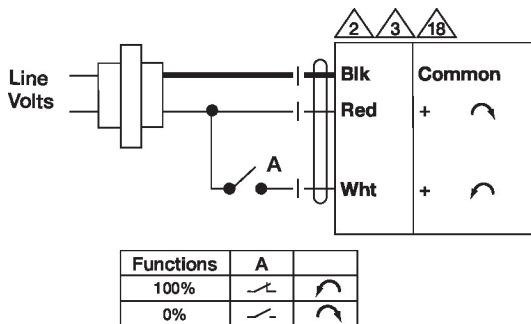 2 3 18
Line
Volts
Blk Common
Red +
A
Wht +
Functions A
100%
0%